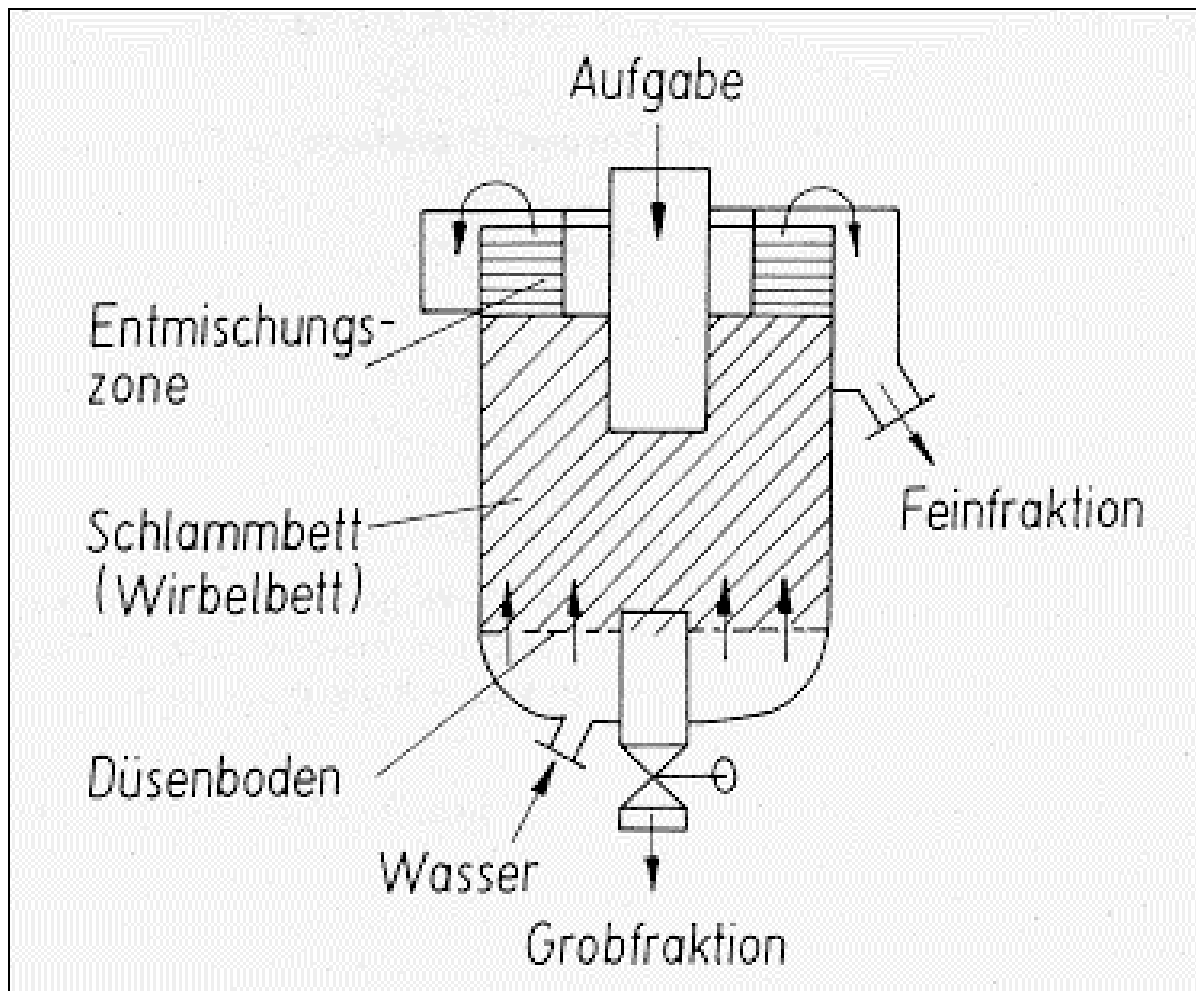 Aufgabe
Entmischungs-
zone
Schlammbett
(Wirbelbett)
Feinfraktion
Düsenboden
Wasser
Grobfraktion